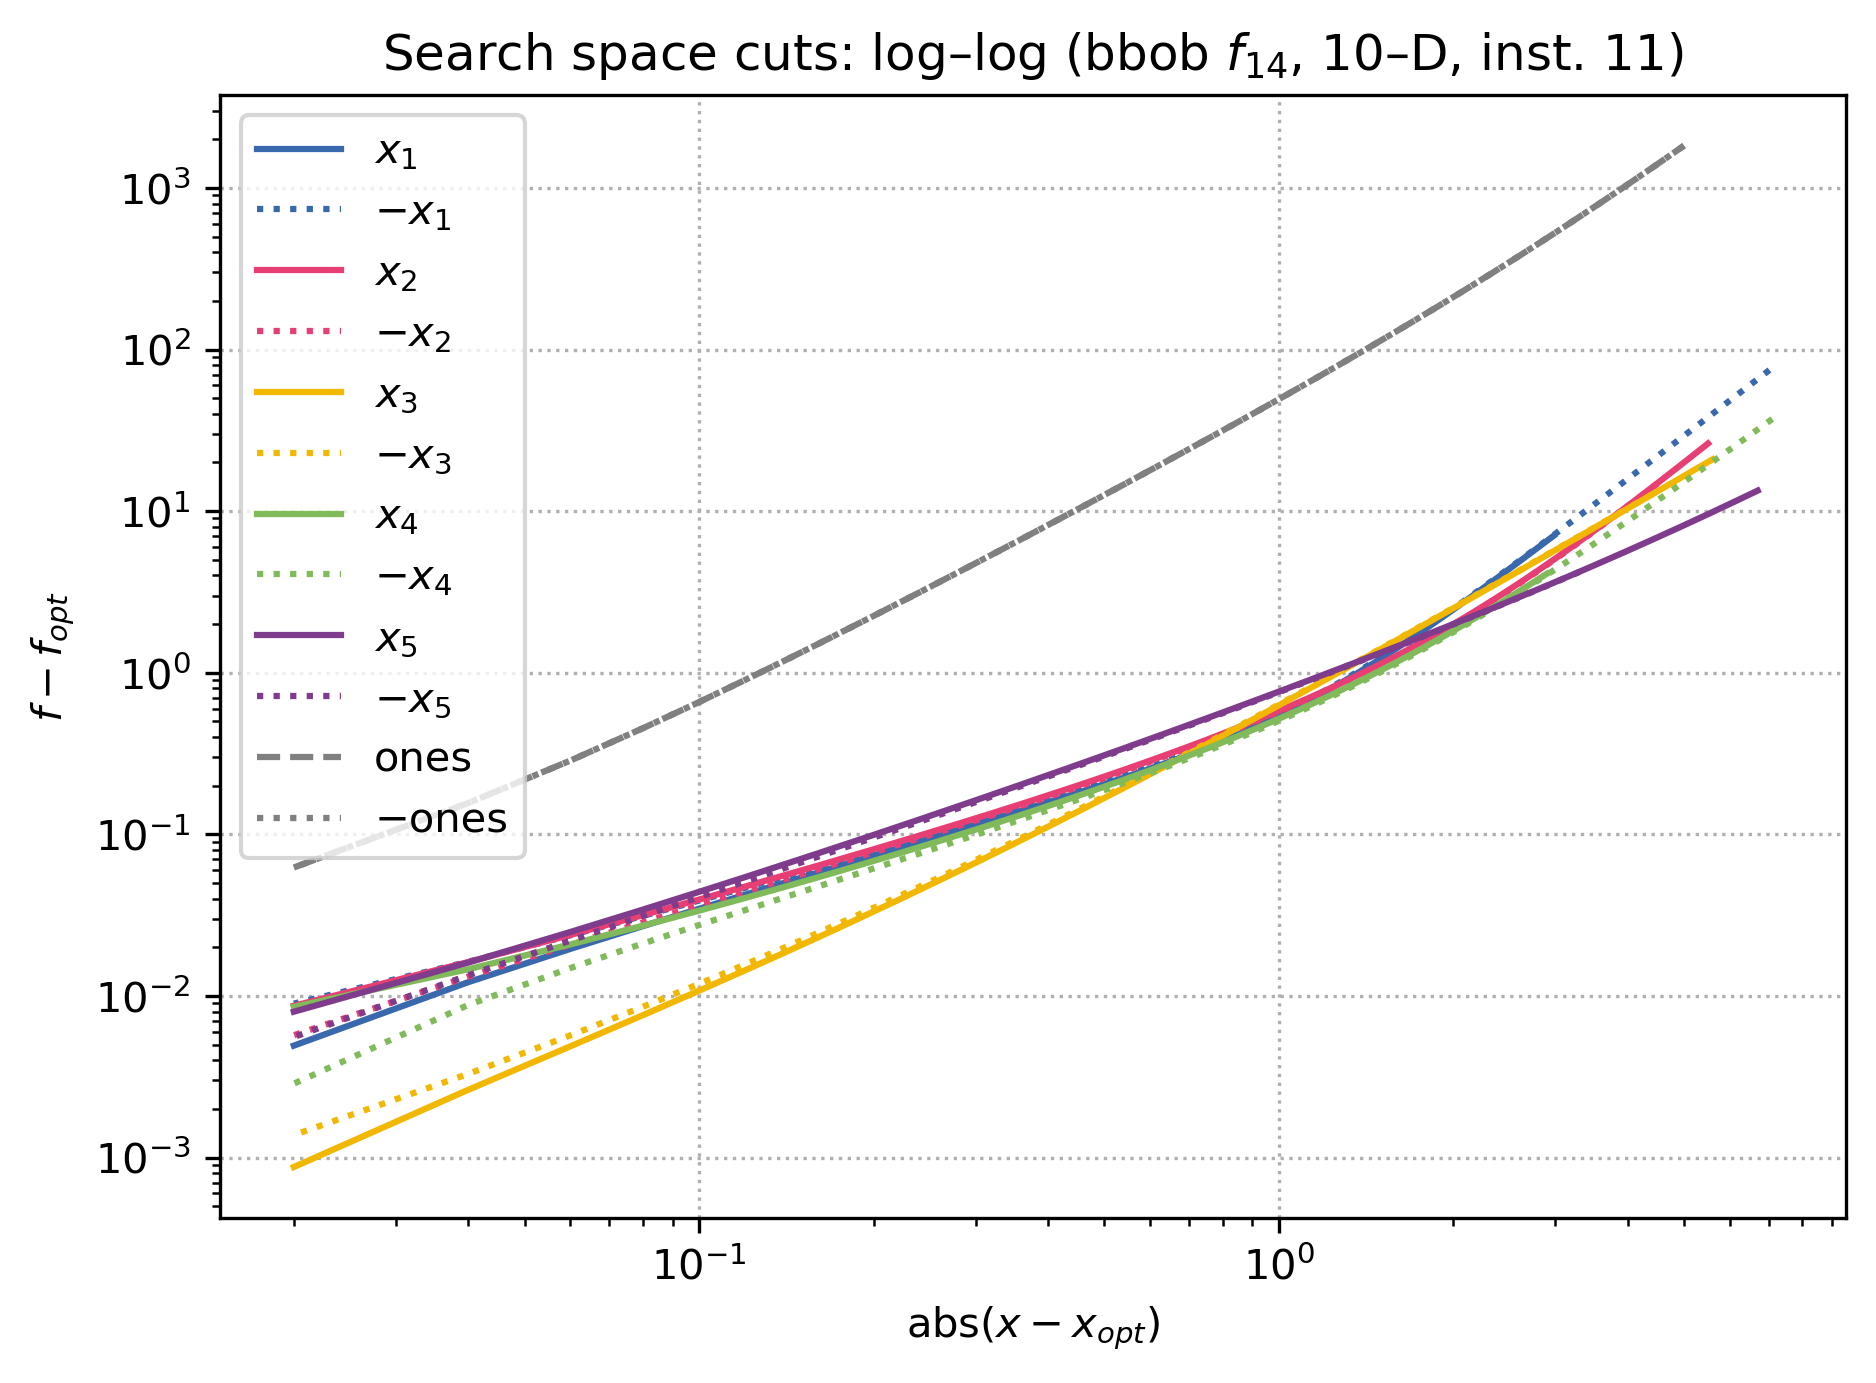 Search space cuts: log–log (bbob f14, 10–D, inst. 11)
x1
−x1
x2
−x2
x3
−x3
x4
−x4
x5
−x5
ones
−ones
10^3
10^2
10^1
10^0
10^−1
10^−2
10^−3
f − fopt
10^−1
10^0
abs(x − xopt)